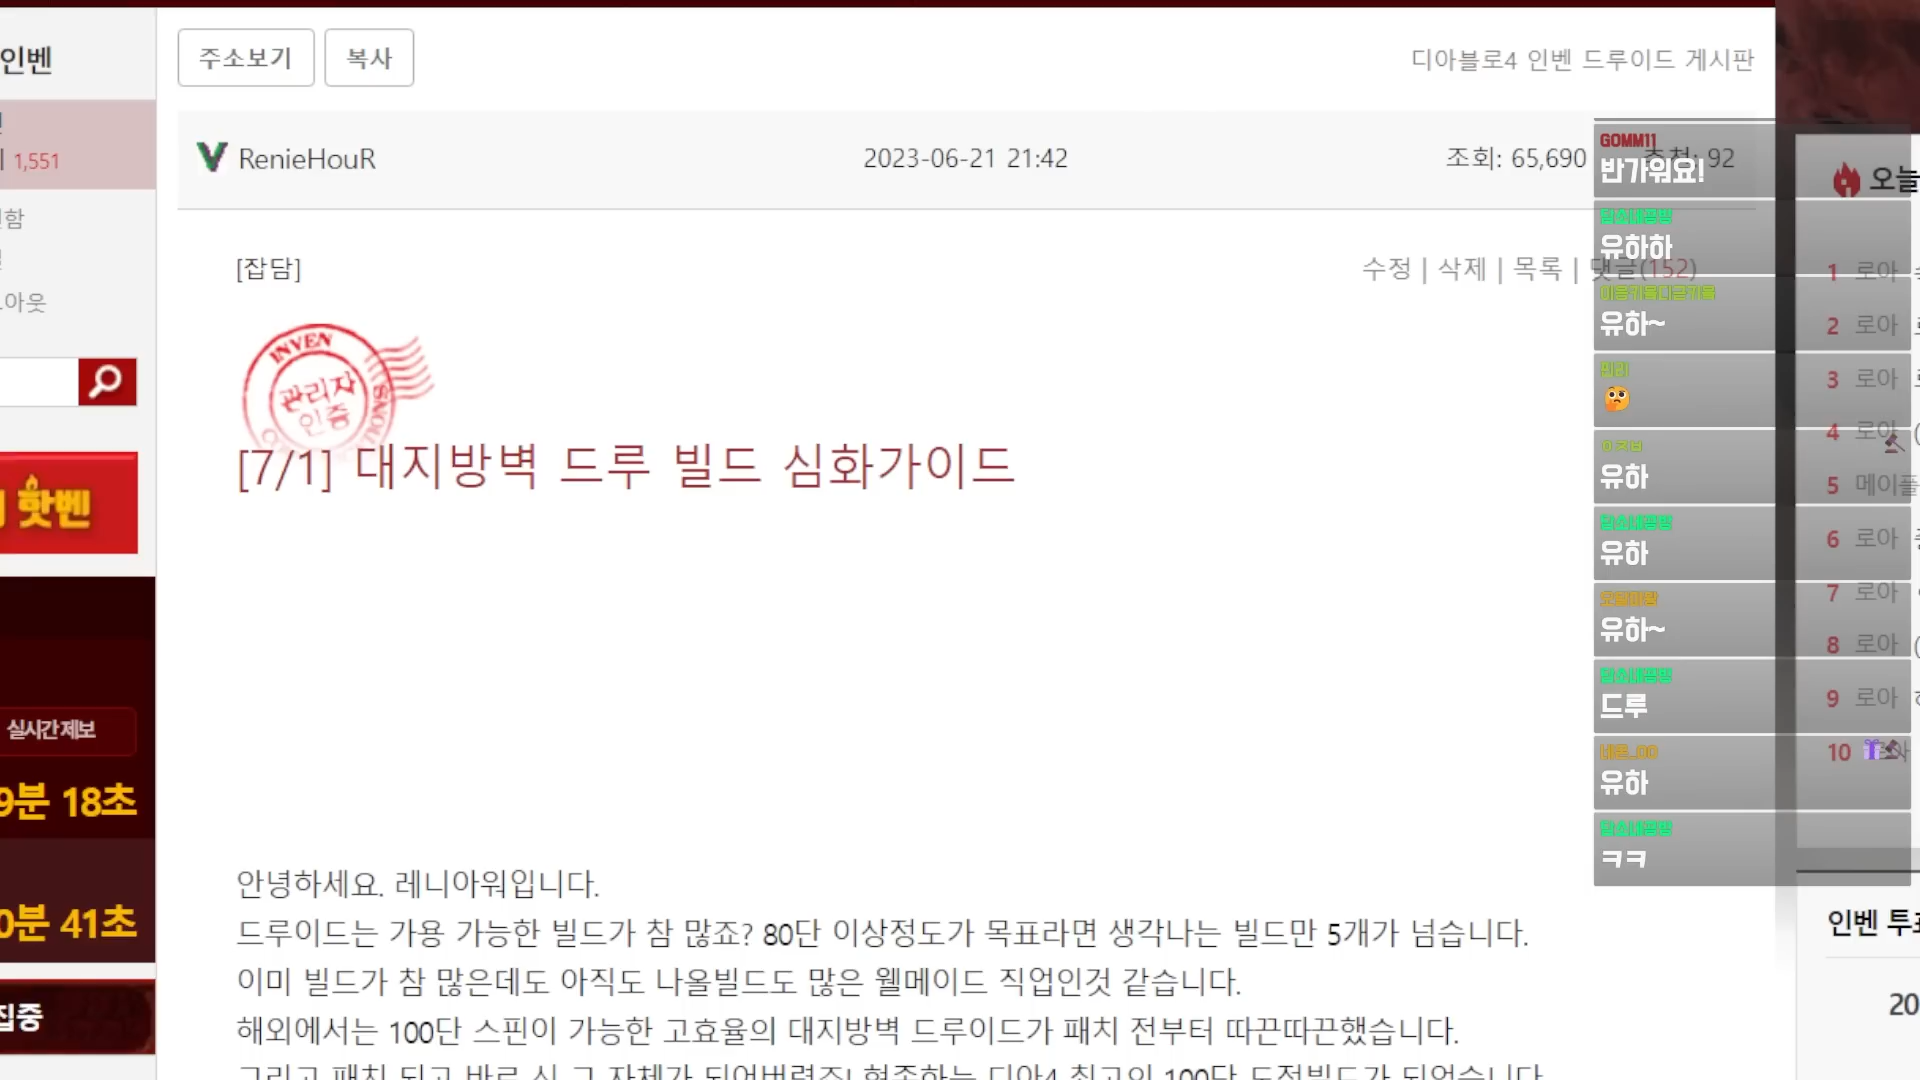 인벤
주소보기 복사
디아블로4 인벤 드루이드 게시판
1,551
RenieHouR 2023-06-21 21:42 조회: 65,690 추천: 92
[잡담]
수정 | 삭제 | 목록 | 댓글(152)
INVEN
관리자
인증
[7/1] 대지방벽 드루 빌드 심화가이드
핫벤
실시간 제보
9분 18초
0분 41초
집중
안녕하세요. 레니아워입니다.
드루이드는 가용 가능한 빌드가 참 많죠? 80단 이상정도가 목표라면 생각나는 빌드만 5개가 넘습니다.
이미 빌드가 참 많은데도 아직도 나올빌드도 많은 웰메이드 직업인것 같습니다.
해외에서는 100단 스핀이 가능한 고효율의 대지방벽 드루이드가 패치 전부터 따끈따끈했습니다.
GOMM11
반가워요!
유하하
유하~
유하
유하
유하~
드루
유하
ㅋㅋ
오늘
1 로아
2 로아
3 로아
4 로아
5 메이플
6 로아
7 로아
8 로아
9 로아
10 로아
인벤 투표
20